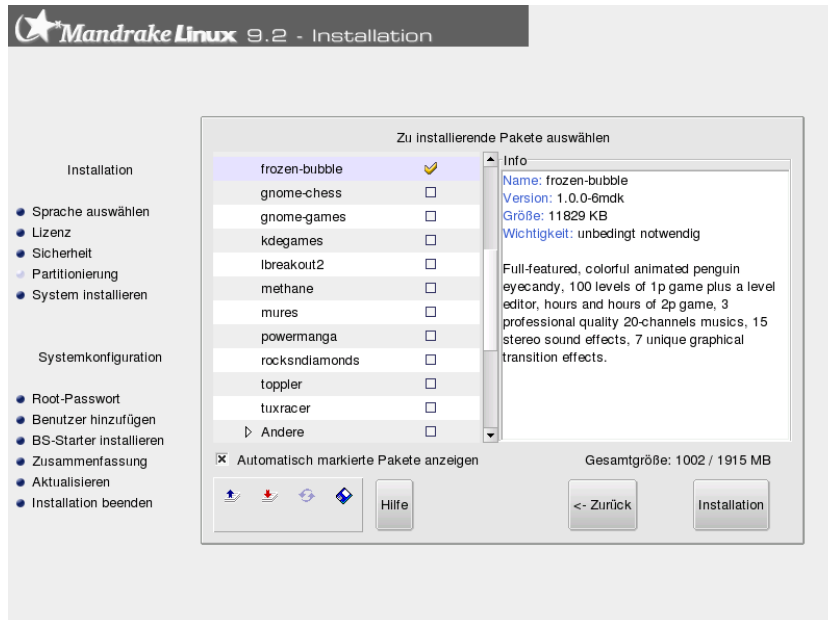 Mandrake Linux 9.2 - Installation
Installation
Sprache auswählen
Lizenz
Sicherheit
Partitionierung
System installieren
Systemkonfiguration
Root-Passwort
Benutzer hinzufügen
BS-Starter installieren
Zusammenfassung
Aktualisieren
Installation beenden
Zu installierende Pakete auswählen
frozen-bubble
gnome-chess
gnome-games
kdegames
lbreakout2
methane
mures
powermanga
rocksndiamonds
toppler
tuxracer
Andere
Info
Name: frozen-bubble
Version: 1.0.0-6mdk
Größe: 11829 KB
Wichtigkeit: unbedingt notwendig
Full-featured, colorful animated penguin
eyecandy, 100 levels of 1p game plus a level
editor, hours and hours of 2p game, 3
professional quality 20-channels musics, 15
stereo sound effects, 7 unique graphical
transition effects.
Automatisch markierte Pakete anzeigen
Gesamtgröße: 1002 / 1915 MB
Hilfe
<- Zurück
Installation